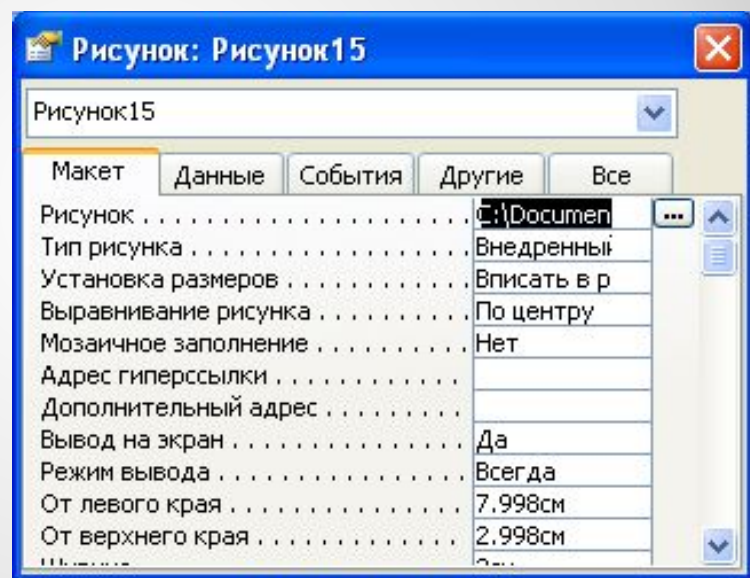 Рисунок: Рисунок15
Рисунок15
Макет Данные События Другие Все
Рисунок . . . . . . . . . . . . . . . . . . . . . . C:\Documen ...
Тип рисунка . . . . . . . . . . . . . . . . . . Внедренный
Установка размеров . . . . . . . . . . . . Вписать в р
Выравнивание рисунка . . . . . . . . . . По центру
Мозаичное заполнение . . . . . . . . . . Нет
Адрес гиперссылки . . . . . . . . . . . . .
Дополнительный адрес . . . . . . . . .
Вывод на экран . . . . . . . . . . . . . . . Да
Режим вывода . . . . . . . . . . . . . . . . Всегда
От левого края . . . . . . . . . . . . . . . 7.998см
От верхнего края . . . . . . . . . . . . . 2.998см